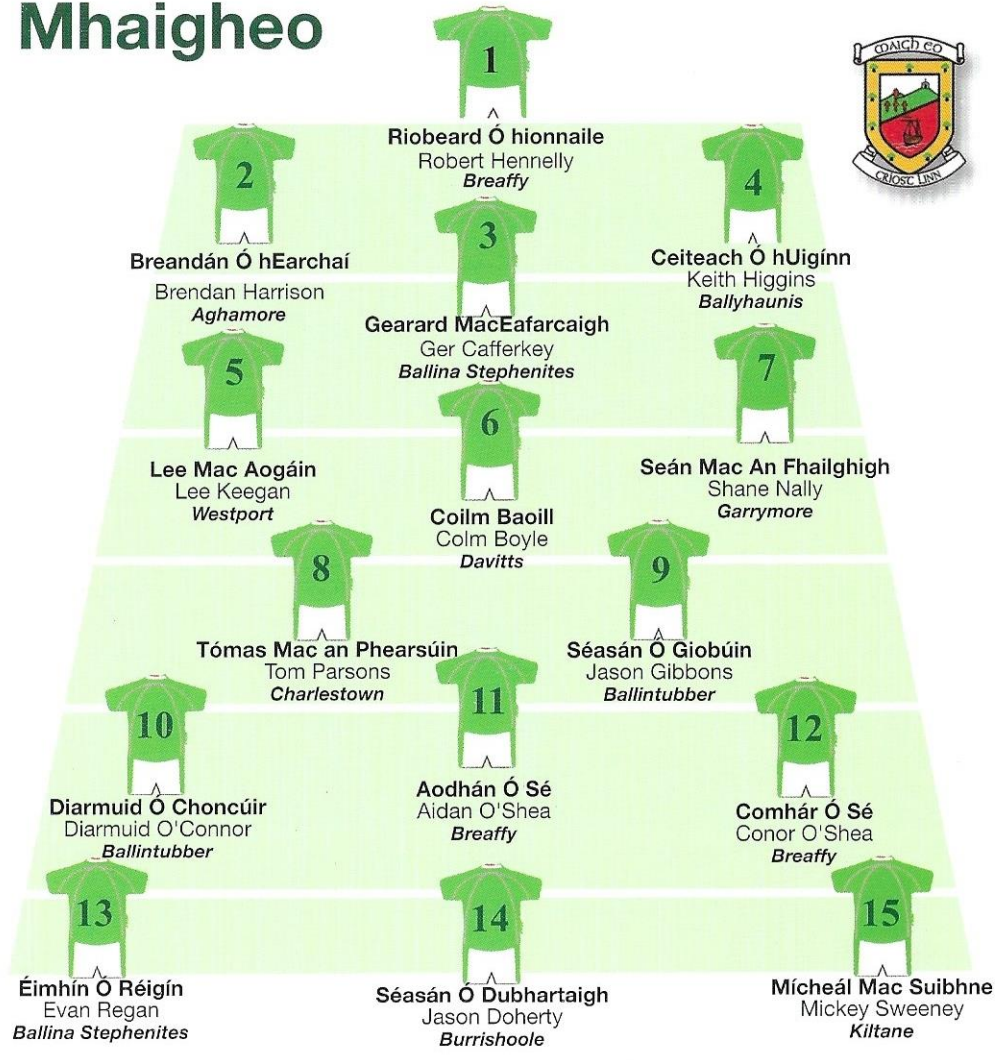 Mhaigheo
1
Riobeard Ó hionnaile
Robert Hennelly
Breaffy
MAIGH EO
CRÍOST LINN
2
Breandán Ó hEarchaí
Brendan Harrison
Aghamore
3
Gearard MacEafarcaigh
Ger Cafferkey
Ballina Stephenites
4
Ceiteach Ó hUigínn
Keith Higgins
Ballyhaunis
5
Lee Mac Aogáin
Lee Keegan
Westport
6
Coilm Baoill
Colm Boyle
Davitts
7
Seán Mac An Fhailghigh
Shane Nally
Garrymore
8
Tómas Mac an Phearsúin
Tom Parsons
Charlestown
9
Séasán Ó Giobúin
Jason Gibbons
Ballintubber
10
Diarmuid Ó Choncúir
Diarmuid O'Connor
Ballintubber
11
Aodhán Ó Sé
Aidan O'Shea
Breaffy
12
Comhár Ó Sé
Conor O'Shea
Breaffy
13
Éimhín Ó Réigín
Evan Regan
Ballina Stephenites
14
Séasán Ó Dubhartaigh
Jason Doherty
Burrishoole
15
Mícheál Mac Suibhne
Mickey Sweeney
Kiltane